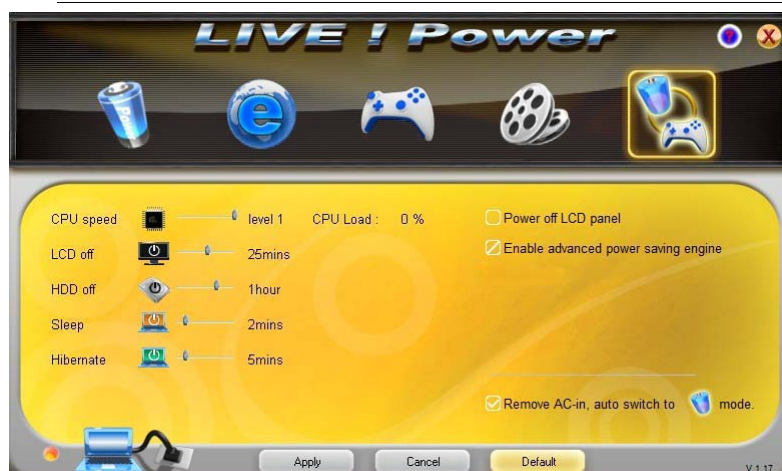 LIVE ! Power
CPU speed level 1 CPU Load : 0 %
LCD off 25mins
HDD off 1hour
Sleep 2mins
Hibernate 5mins
Power off LCD panel
Enable advanced power saving engine
Remove AC-in, auto switch to mode.
Apply Cancel Default
V 1.17